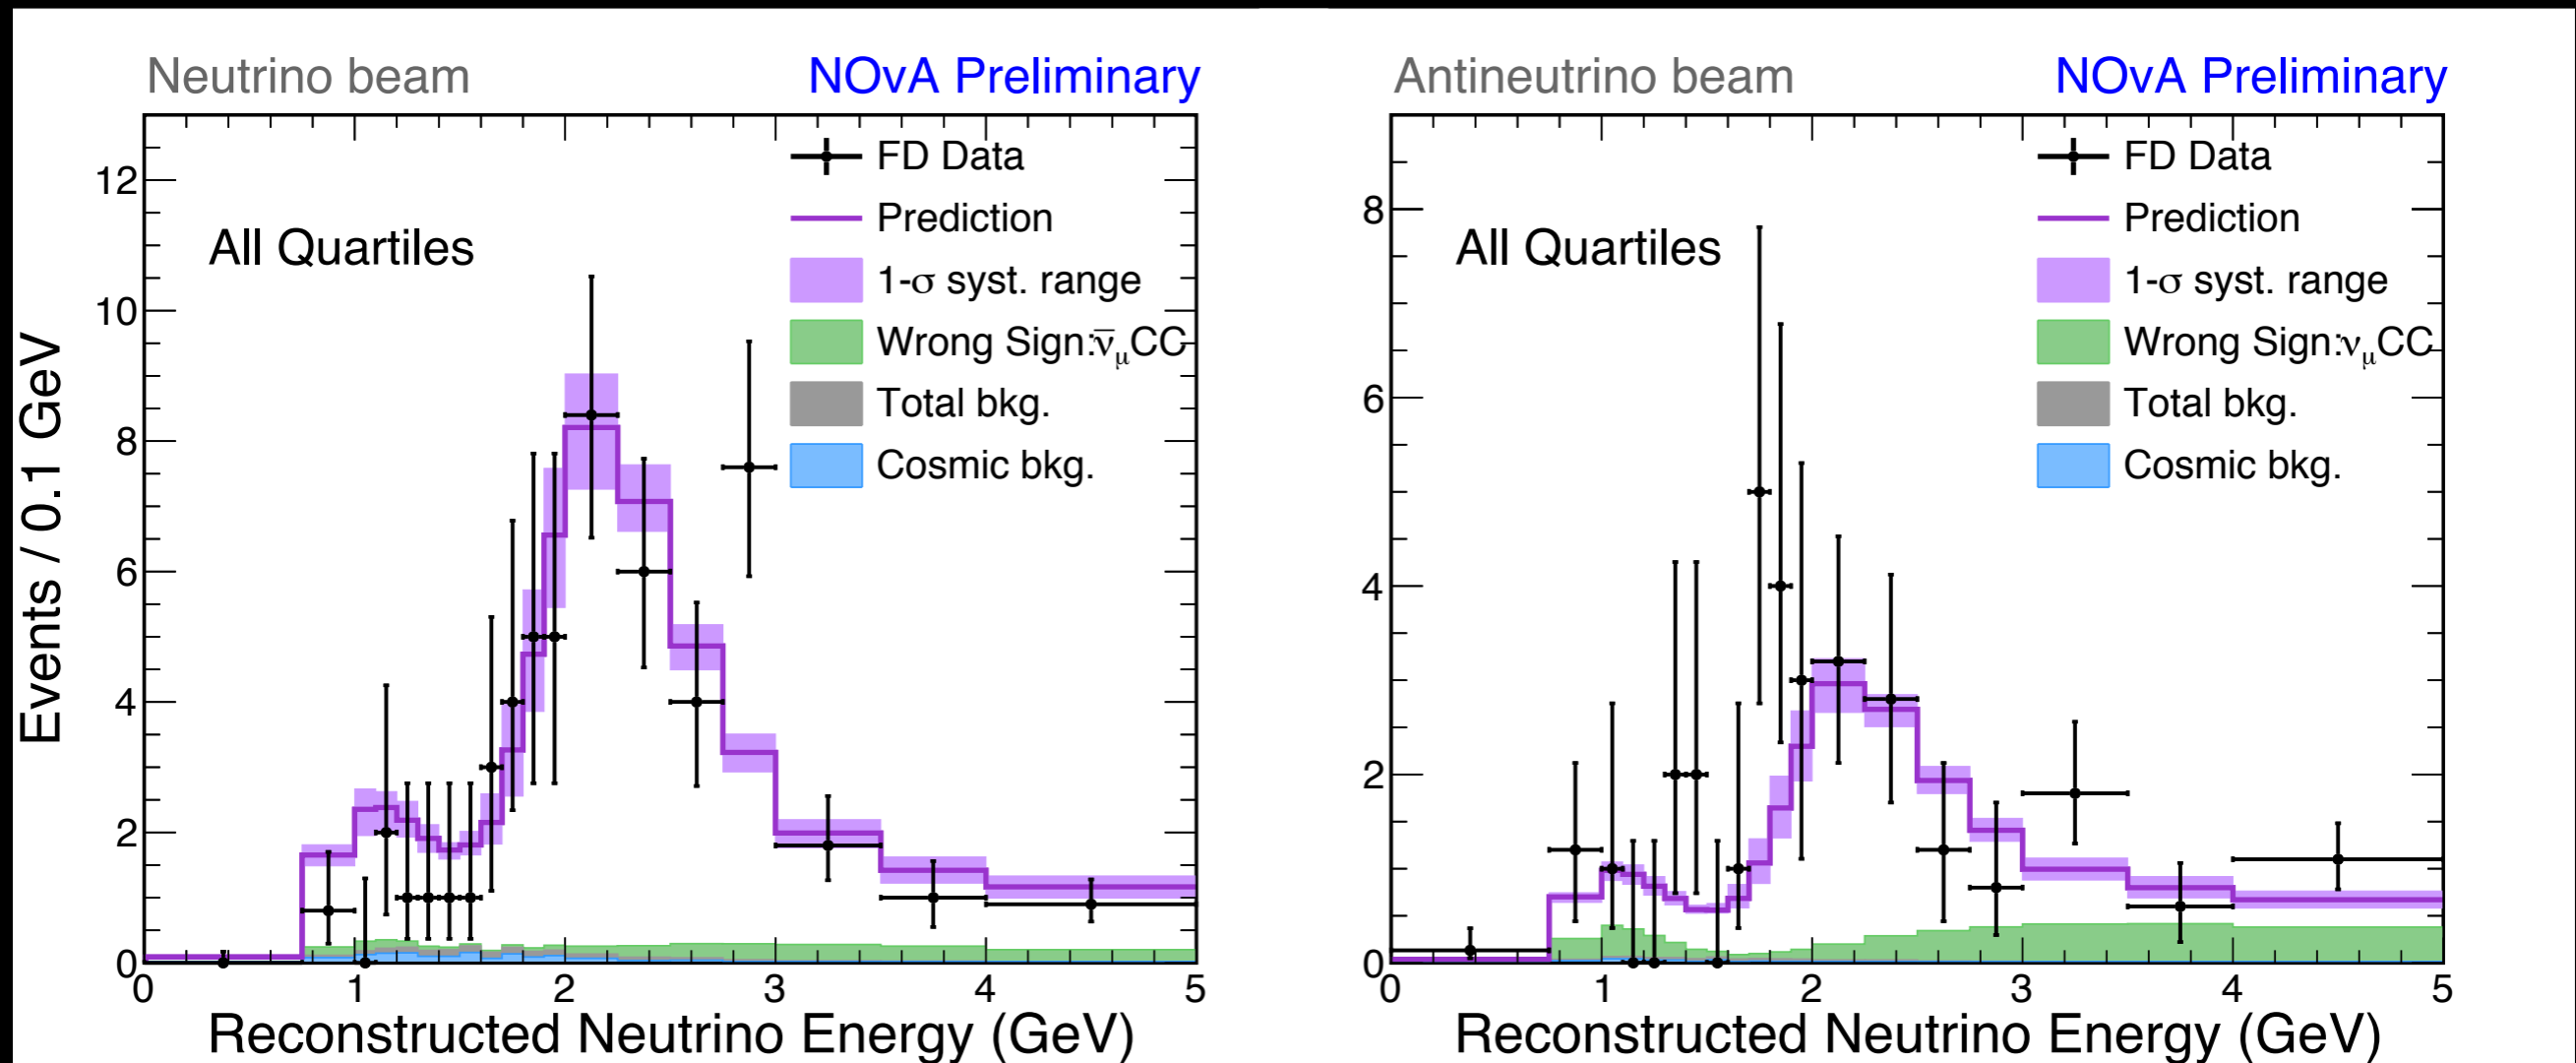 Neutrino beam NOvA Preliminary
All Quartiles
FD Data
Prediction
1-σ syst. range
Wrong Sign:ν̅μCC
Total bkg.
Cosmic bkg.
Events / 0.1 GeV
12
10
8
6
4
2
0
0 1 2 3 4 5
Reconstructed Neutrino Energy (GeV)
Antineutrino beam NOvA Preliminary
All Quartiles
FD Data
Prediction
1-σ syst. range
Wrong Sign:νμCC
Total bkg.
Cosmic bkg.
8
6
4
2
0
0 1 2 3 4 5
Reconstructed Neutrino Energy (GeV)